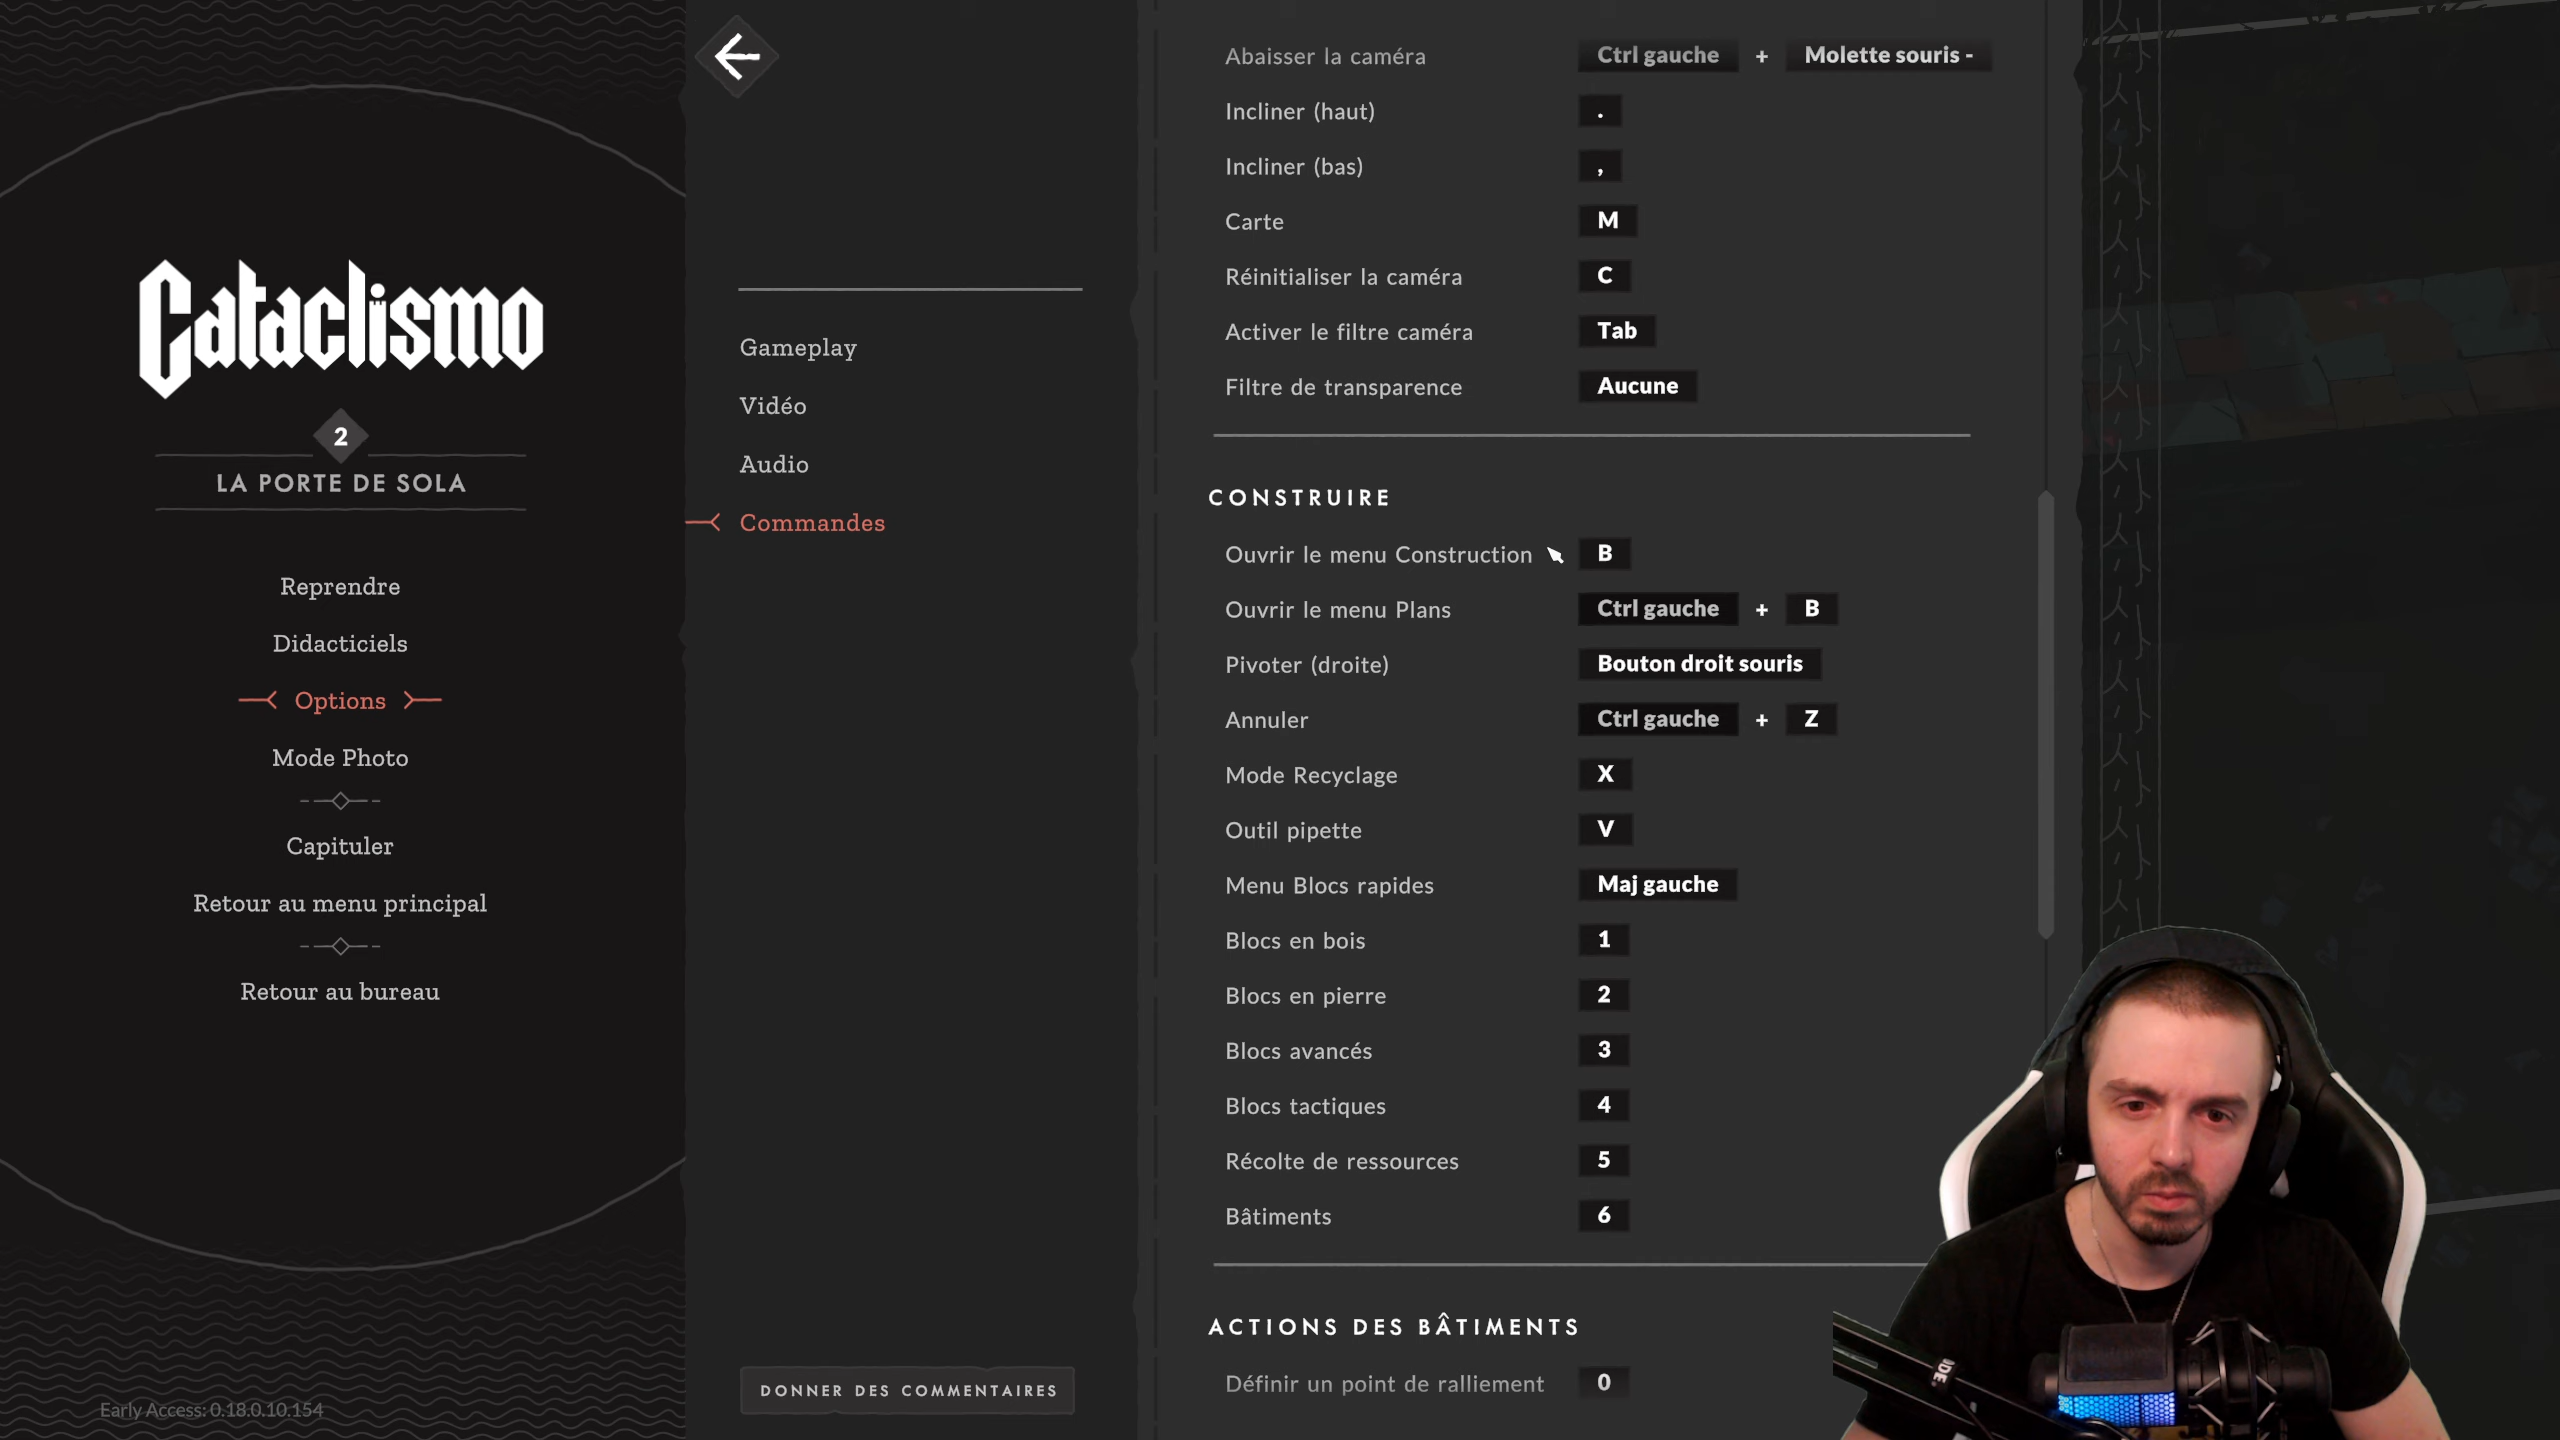 Cataclismo
2
LA PORTE DE SOLA
Reprendre
Didacticiels
Options
Mode Photo
Capituler
Retour au menu principal
Retour au bureau
Early Access: 0.18.0.10.154
Gameplay
Vidéo
Audio
Commandes
DONNER DES COMMENTAIRES
Abaisser la caméra Ctrl gauche + Molette souris -
Incliner (haut) .
Incliner (bas) ,
Carte M
Réinitialiser la caméra C
Activer le filtre caméra Tab
Filtre de transparence Aucune
CONSTRUIRE
Ouvrir le menu Construction B
Ouvrir le menu Plans Ctrl gauche + B
Pivoter (droite) Bouton droit souris
Annuler Ctrl gauche + Z
Mode Recyclage X
Outil pipette V
Menu Blocs rapides Maj gauche
Blocs en bois 1
Blocs en pierre 2
Blocs avancés 3
Blocs tactiques 4
Récolte de ressources 5
Bâtiments 6
ACTIONS DES BÂTIMENTS
Définir un point de ralliement 0